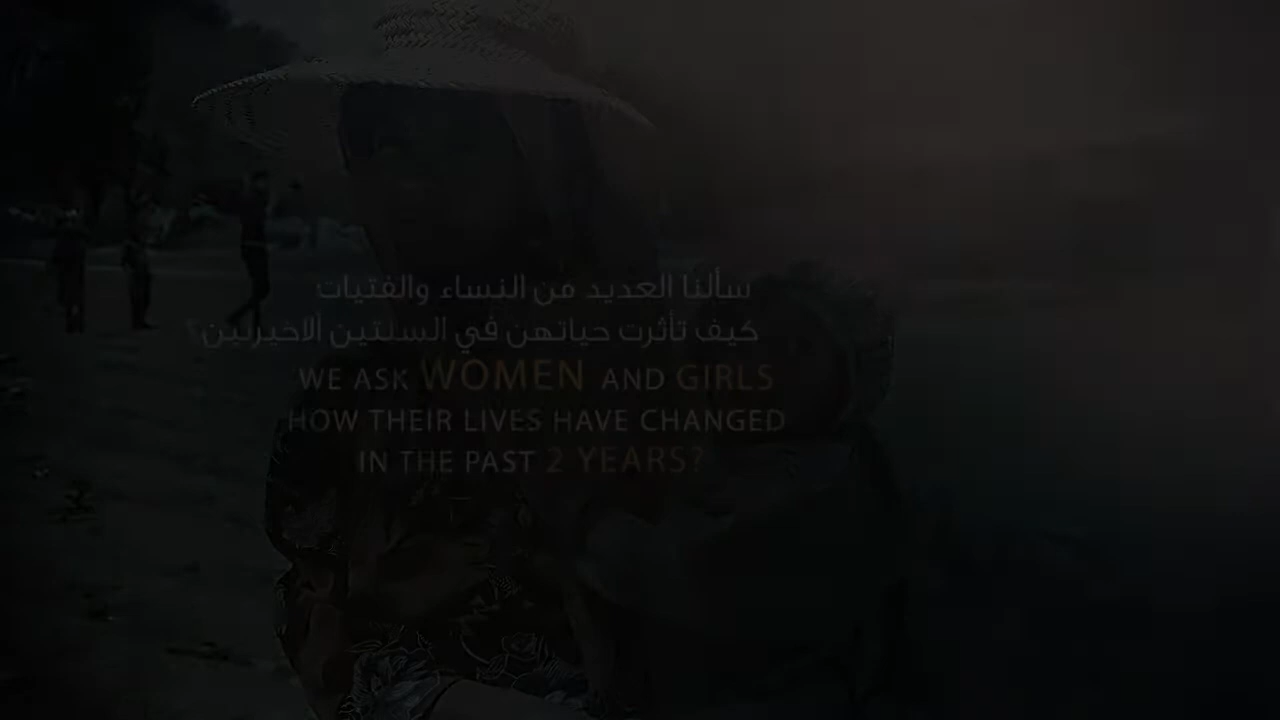 سألنا العديد من النساء والفتيات
كيف تأثرت حياتهن في السنتين الاخيرتين؟
WE ASK WOMEN AND GIRLS
HOW THEIR LIVES HAVE CHANGED
IN THE PAST 2 YEARS?